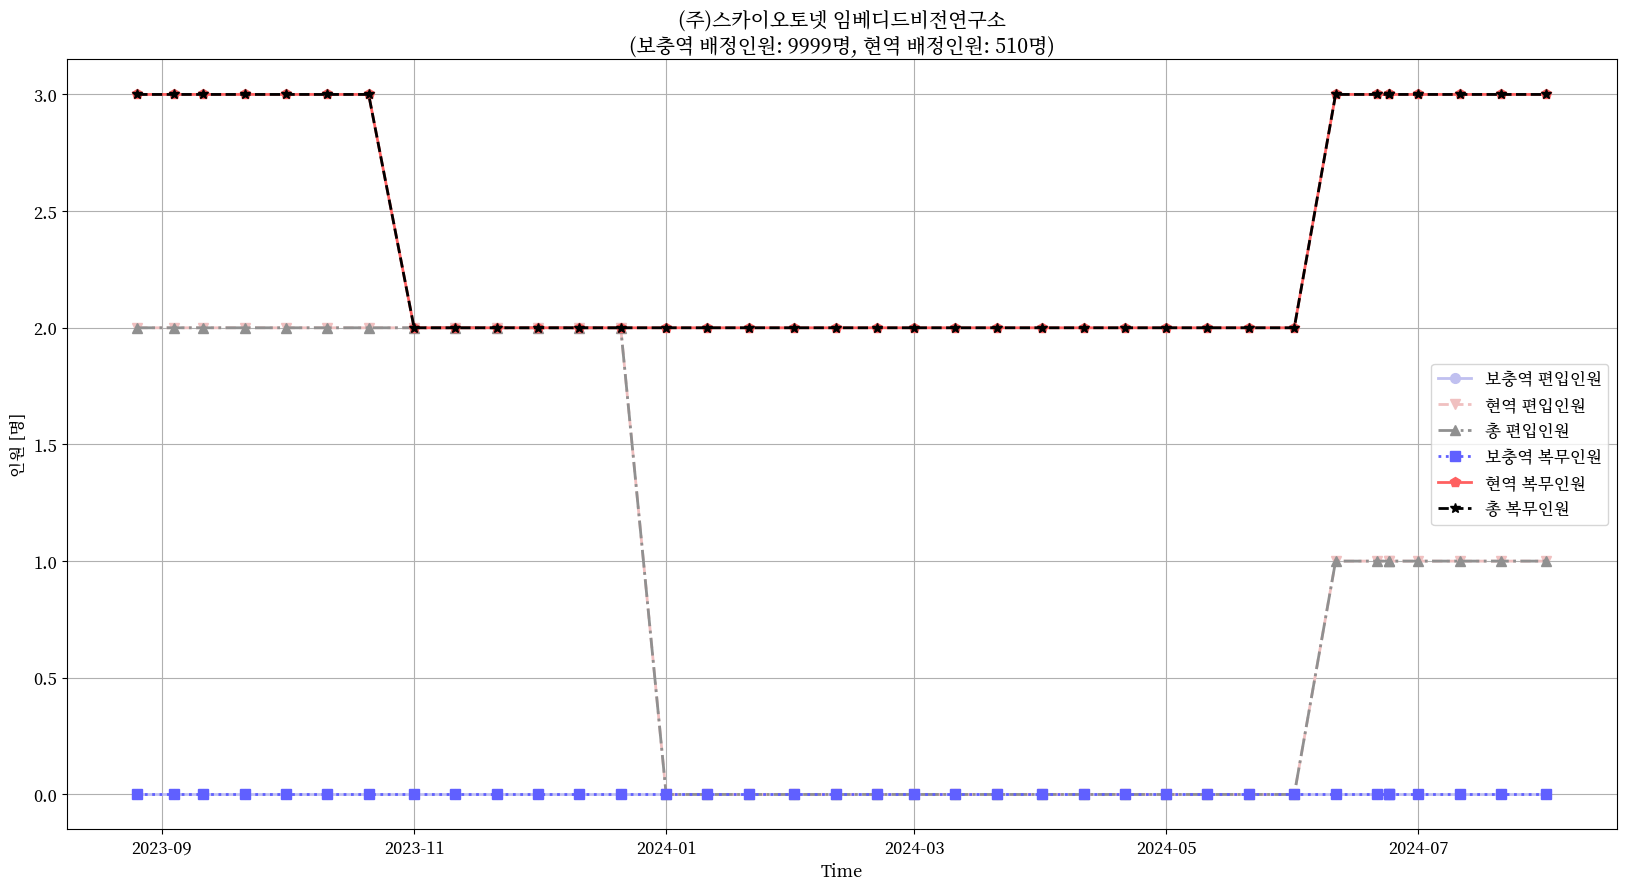 (주)스카이오토넷 임베디드비전연구소
(보충역 배정인원: 9999명, 현역 배정인원: 510명)
3.0
2.5
2.0
1.5
1.0
0.5
0.0
인원 [명]
보충역 편입인원
현역 편입인원
총 편입인원
보충역 복무인원
현역 복무인원
총 복무인원
2023-09
2023-11
2024-01
2024-03
2024-05
2024-07
Time